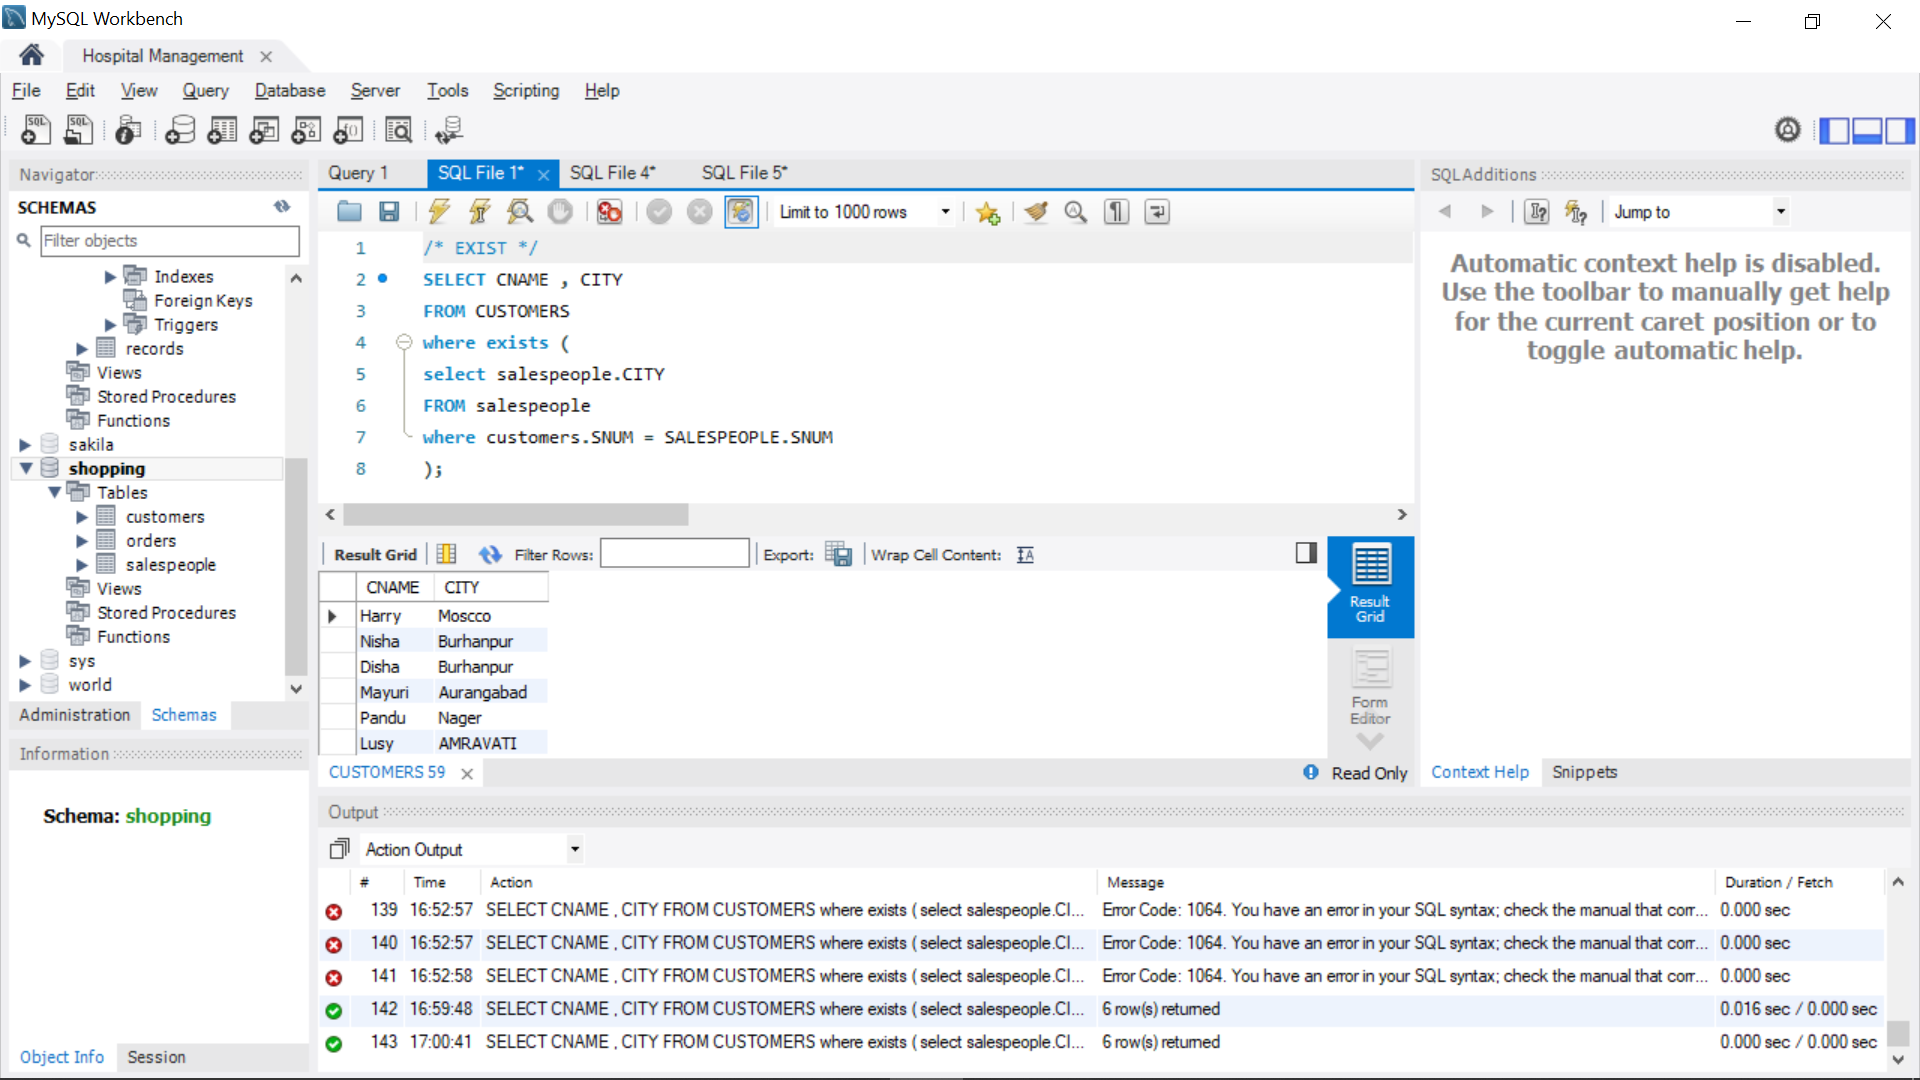 MySQL Workbench
Hospital Management
File Edit View Query Database Server Tools Scripting Help
Navigator
SCHEMAS
Filter objects
Indexes
Foreign Keys
Triggers
records
Views
Stored Procedures
Functions
sakila
shopping
Tables
customers
orders
salespeople
Views
Stored Procedures
Functions
sys
world
Administration Schemas
Information
Schema: shopping
Object Info Session
Query 1 SQL File 1* SQL File 4* SQL File 5*
Limit to 1000 rows
1 /* EXIST */
2 SELECT CNAME , CITY
3 FROM CUSTOMERS
4 where exists (
5 select salespeople.CITY
6 FROM salespeople
7 where customers.SNUM = SALESPEOPLE.SNUM
8 );
Result Grid Filter Rows: Export: Wrap Cell Content:
CNAME CITY
Harry Moscco
Nisha Burhanpur
Disha Burhanpur
Mayuri Aurangabad
Pandu Nager
Lusy AMRAVATI
Result
Grid
Form
Editor
CUSTOMERS 59 Read Only
SQLAdditions
Jump to
Automatic context help is disabled.
Use the toolbar to manually get help
for the current caret position or to
toggle automatic help.
Context Help Snippets
Output
Action Output
# Time Action Message Duration / Fetch
139 16:52:57 SELECT CNAME , CITY FROM CUSTOMERS where exists ( select salespeople.CI... Error Code: 1064. You have an error in your SQL syntax; check the manual that corr... 0.000 sec
140 16:52:57 SELECT CNAME , CITY FROM CUSTOMERS where exists ( select salespeople.CI... Error Code: 1064. You have an error in your SQL syntax; check the manual that corr... 0.000 sec
141 16:52:58 SELECT CNAME , CITY FROM CUSTOMERS where exists ( select salespeople.CI... Error Code: 1064. You have an error in your SQL syntax; check the manual that corr... 0.000 sec
142 16:59:48 SELECT CNAME , CITY FROM CUSTOMERS where exists ( select salespeople.CI... 6 row(s) returned 0.016 sec / 0.000 sec
143 17:00:41 SELECT CNAME , CITY FROM CUSTOMERS where exists ( select salespeople.CI... 6 row(s) returned 0.000 sec / 0.000 sec